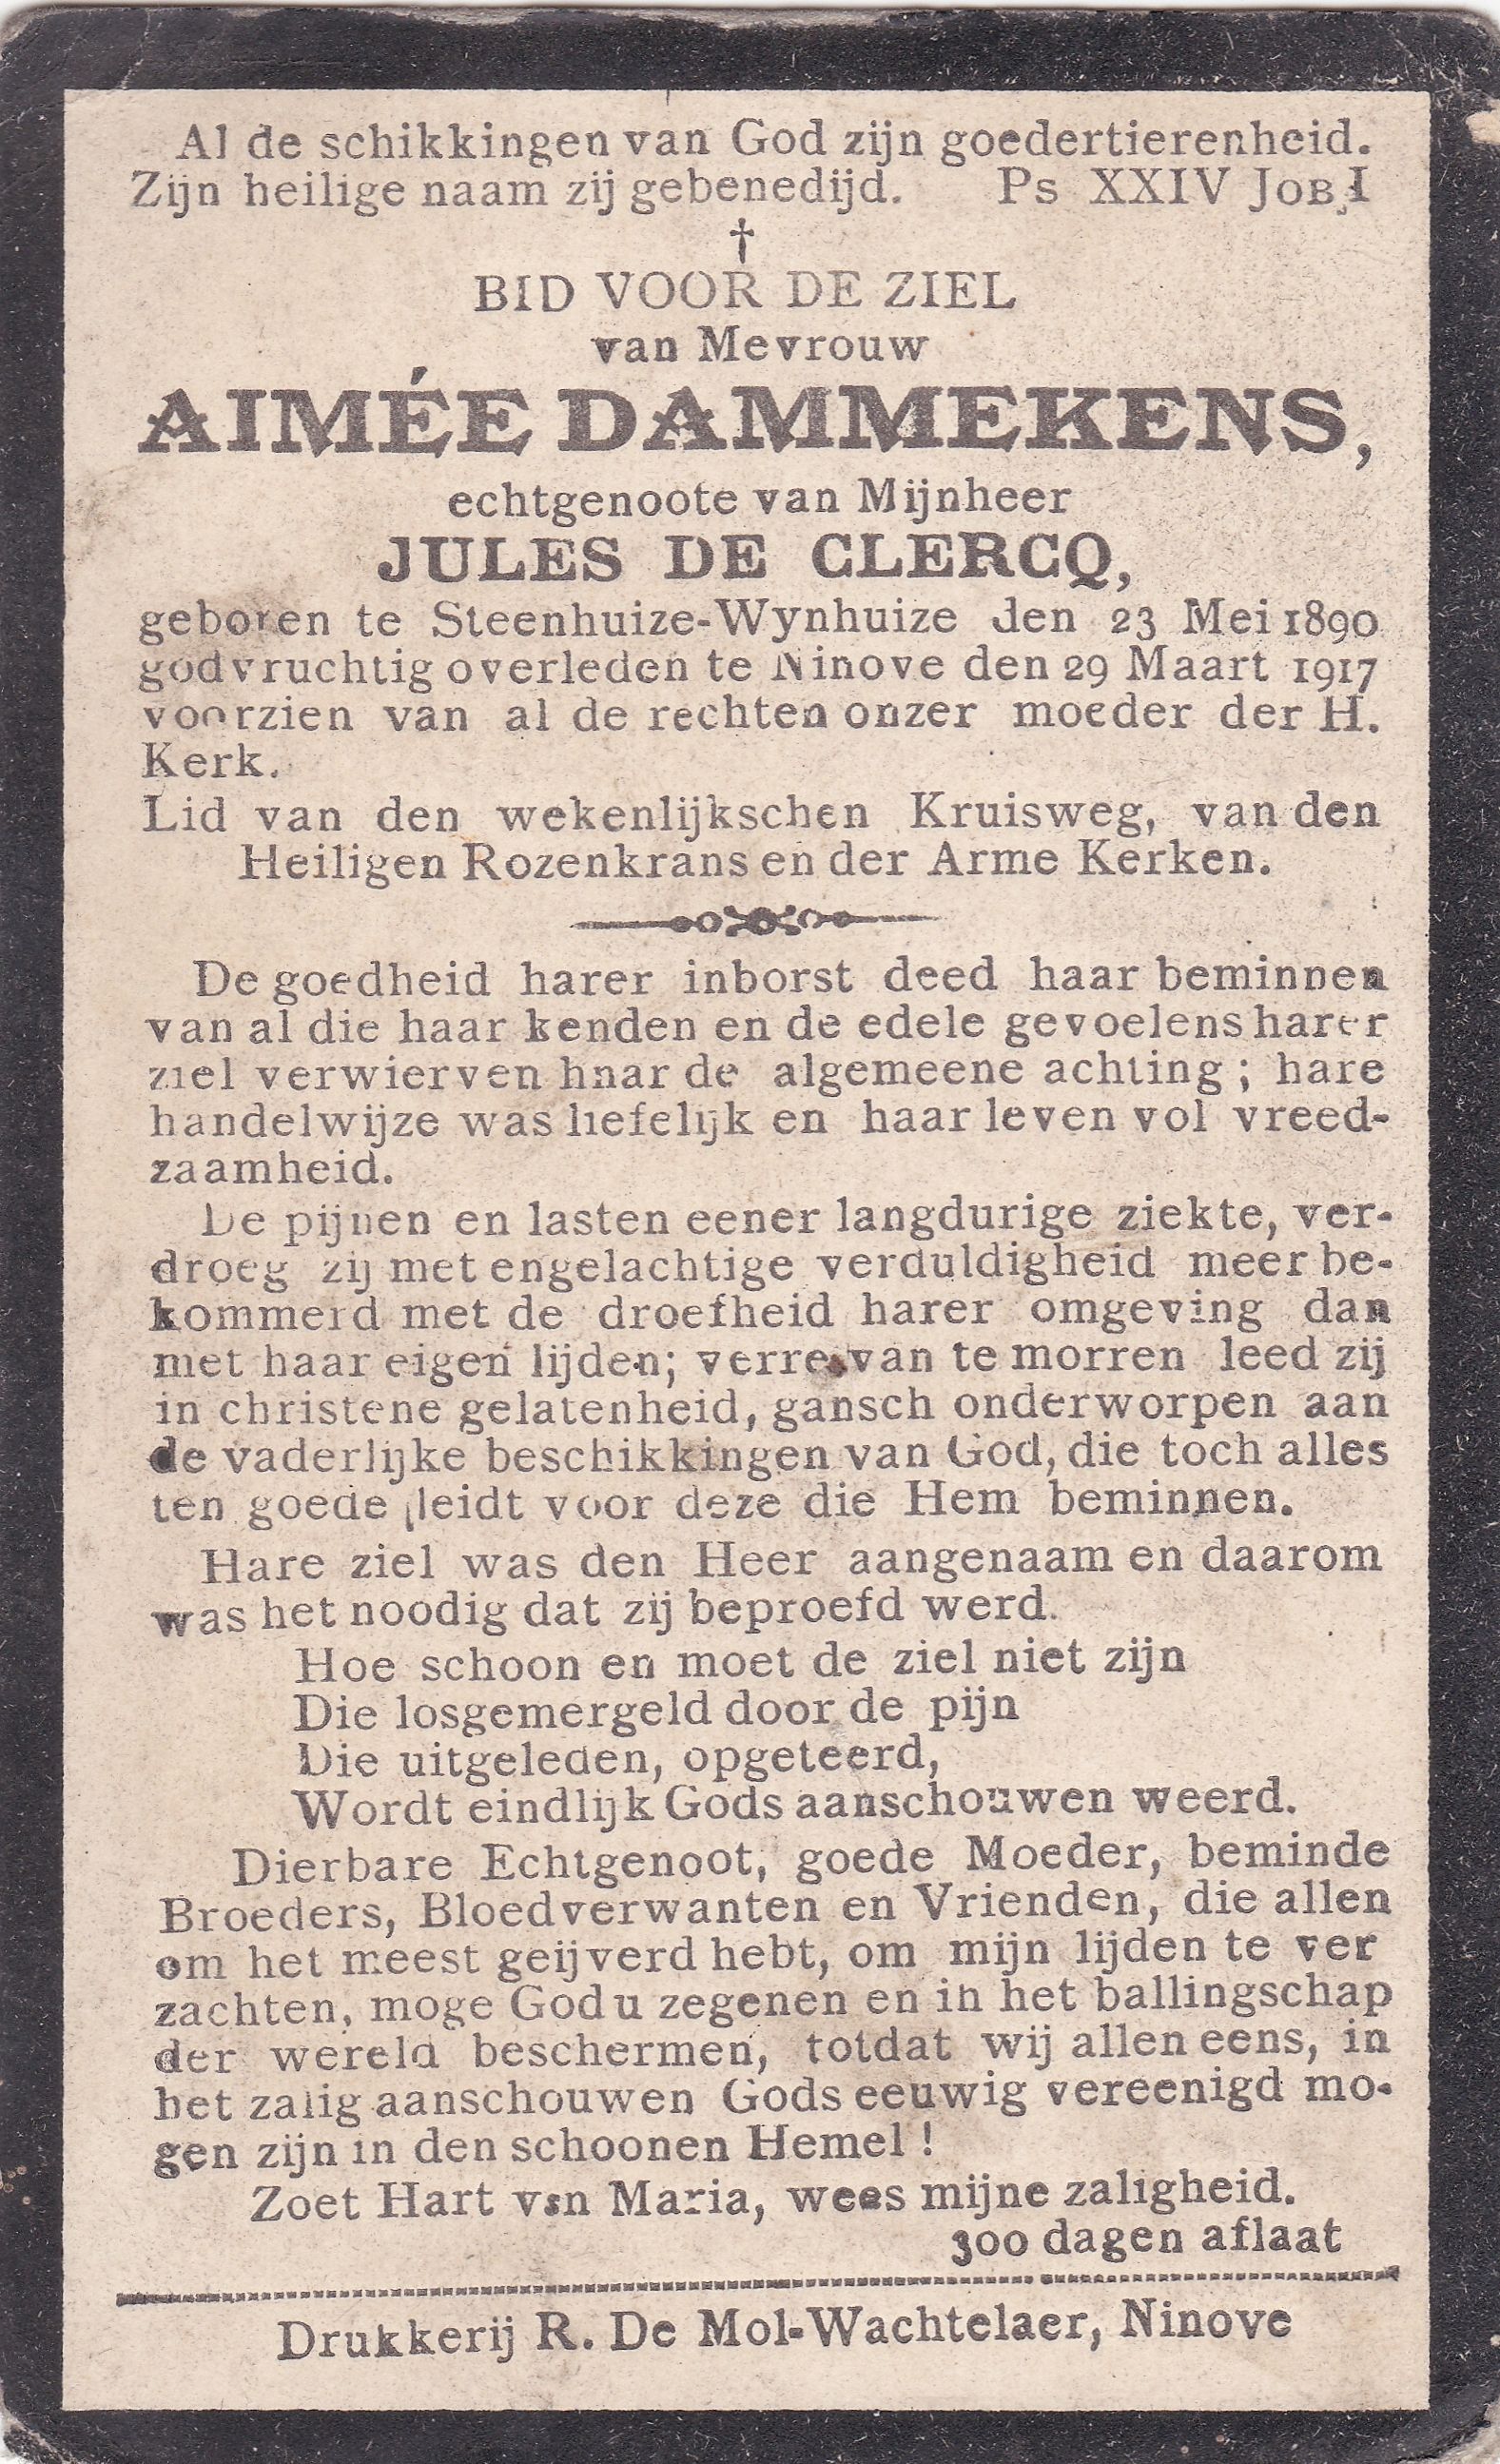 Al de schikkingen van God zijn goedertierenheid.
Zijn heilige naam zij gebenedijd. Ps XXIV Job I
†
BID VOOR DE ZIEL
van Mevrouw
AIMÉE DAMMEKENS,
echtgenoote van Mijnheer
JULES DE CLERCQ,
geboren te Steenhuize-Wynhuize den 23 Mei 1890
godvruchtig overleden te Ninove den 29 Maart 1917
voorzien van al de rechten onzer moeder der H.
Kerk.
Lid van den wekenlijkschen Kruisweg, van den
Heiligen Rozenkrans en der Arme Kerken.
De goedheid harer inborst deed haar beminnen
van al die haar kenden en de edele gevoelens harer
ziel verwierven hnar de algemeene achting ; hare
handelwijze was liefelijk en haar leven vol vreed-
zaamheid.
De pijnen en lasten eener langdurige ziekte, ver-
droeg zij met engelachtige verduldigheid meer be-
kommerd met de droefheid harer omgeving dan
met haar eigen lijden; verre van te morren leed zij
in christene gelatenheid, gansch onderworpen aan
de vaderlijke beschikkingen van God, die toch alles
ten goede leidt voor deze die Hem beminnen.
Hare ziel was den Heer aangenaam en daarom
was het noodig dat zij beproefd werd.
Hoe schoon en moet de ziel niet zijn
Die losgemergeld door de pijn
Die uitgeleden, opgeteerd,
Wordt eindlijk Gods aanschouwen weerd.
Dierbare Echtgenoot, goede Moeder, beminde
Broeders, Bloedverwanten en Vrienden, die allen
om het meest geijverd hebt, om mijn lijden te ver
zachten, moge God u zegenen en in het ballingschap
der wereld beschermen, totdat wij allen eens, in
het zalig aanschouwen Gods eeuwig vereenigd mo-
gen zijn in den schoonen Hemel !
Zoet Hart van Maria, wees mijne zaligheid.
300 dagen aflaat
Drukkerij R. De Mol-Wachtelaer, Ninove